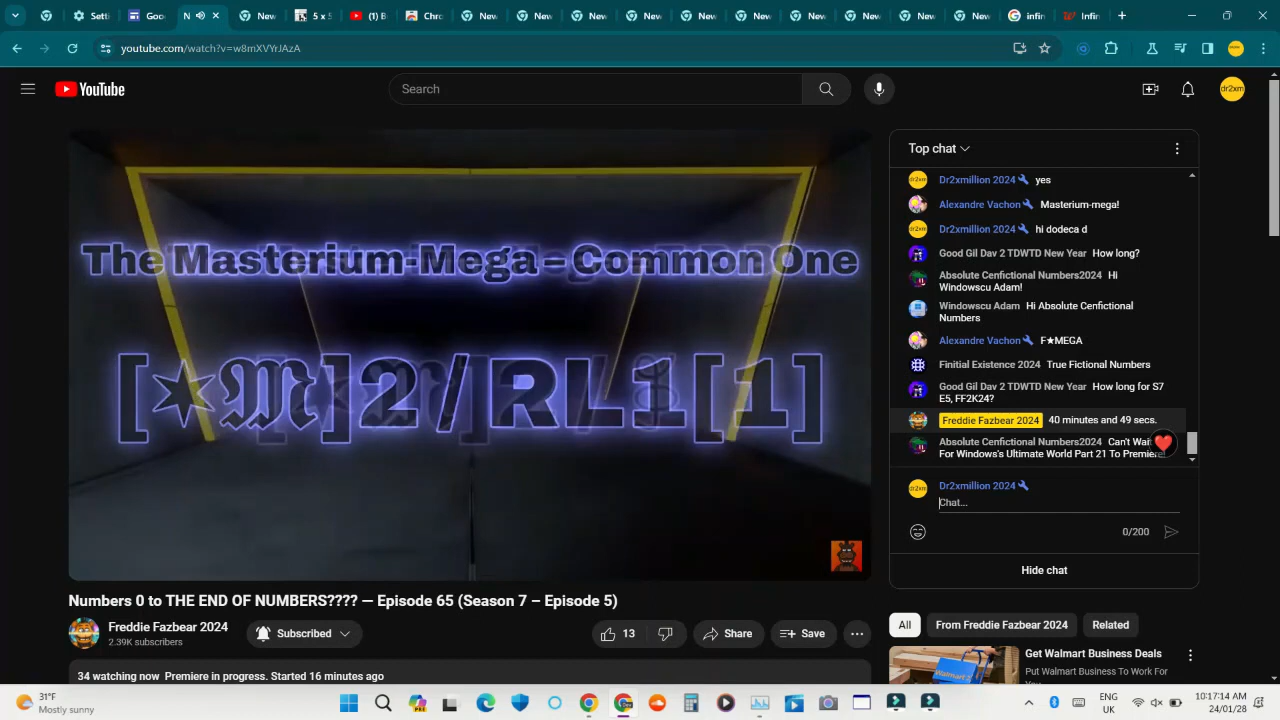 Setti
Goo
N
New
5 x 5
(1) B
Chro
New
New
New
New
New
New
New
New
New
New
infin
Infin
youtube.com/watch?v=w8mXVYrJAzA
YouTube
Search
dr2xm
The Masterium-Mega – Common One
[✶𝔐]2/RL1[1]
Top chat
Dr2xmillion 2024 yes
Alexandre Vachon Masterium-mega!
Dr2xmillion 2024 hi dodeca d
Good Gil Dav 2 TDWTD New Year How long?
Absolute Cenfictional Numbers2024 Hi
Windowscu Adam!
Windowscu Adam Hi Absolute Cenfictional
Numbers
Alexandre Vachon F★MEGA
Finitial Existence 2024 True Fictional Numbers
Good Gil Dav 2 TDWTD New Year How long for S7
E5, FF2K24?
Freddie Fazbear 2024 40 minutes and 49 secs.
Absolute Cenfictional Numbers2024 Can't Wait
For Windows's Ultimate World Part 21 To Premiere!
Dr2xmillion 2024
Chat...
0/200
Hide chat
Numbers 0 to THE END OF NUMBERS???? — Episode 65 (Season 7 – Episode 5)
Freddie Fazbear 2024
2.39K subscribers
Subscribed
13
Share
Save
34 watching now Premiere in progress. Started 16 minutes ago
All
From Freddie Fazbear 2024
Related
Get Walmart Business Deals
Put Walmart Business To Work For
You
31°F
Mostly sunny
ENG
UK
10:17:14 AM
24/01/28